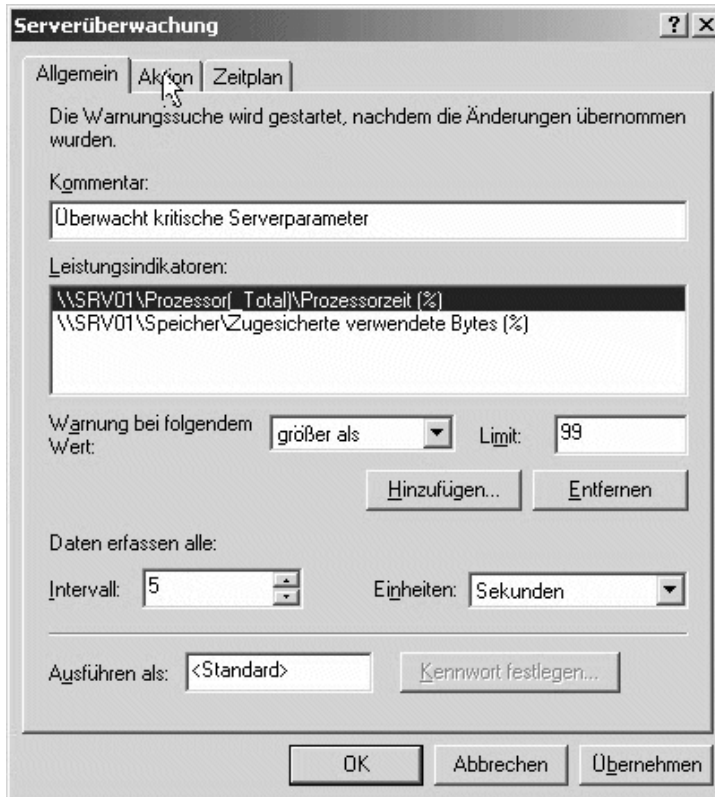 Serverüberwachung
Allgemein Aktion Zeitplan
Die Warnungssuche wird gestartet, nachdem die Änderungen übernommen
wurden.
Kommentar:
Überwacht kritische Serverparameter
Leistungsindikatoren:
\\SRV01\Prozessor(_Total)\Prozessorzeit (%)
\\SRV01\Speicher\Zugesicherte verwendete Bytes (%)
Warnung bei folgendem
Wert: größer als Limit: 99
Hinzufügen... Entfernen
Daten erfassen alle:
Intervall: 5 Einheiten: Sekunden
Ausführen als: <Standard> Kennwort festlegen...
OK Abbrechen Übernehmen